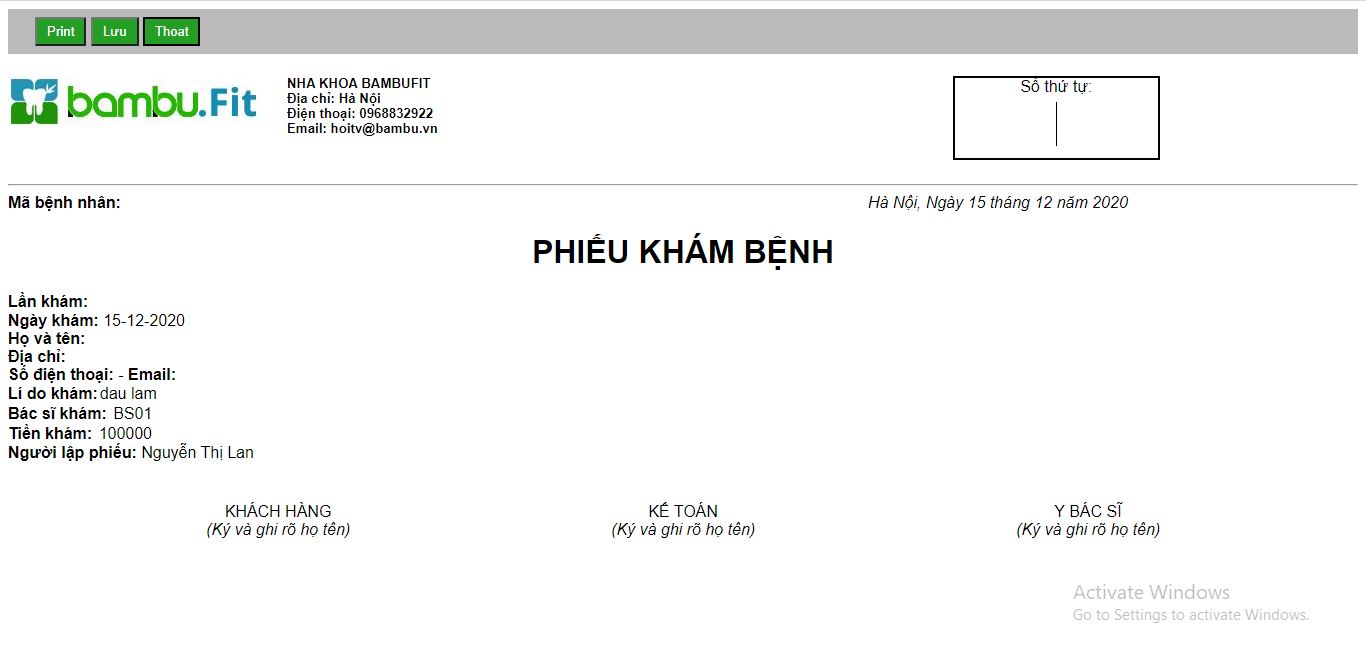 Print Lưu Thoat
bambu.Fit
NHA KHOA BAMBUFIT
Địa chỉ: Hà Nội
Điện thoại: 0968832922
Email: hoitv@bambu.vn
Số thứ tự:
Mã bệnh nhân:
Hà Nội, Ngày 15 tháng 12 năm 2020
PHIẾU KHÁM BỆNH
Lần khám:
Ngày khám: 15-12-2020
Họ và tên:
Địa chỉ:
Số điện thoại: - Email:
Lí do khám: dau lam
Bác sĩ khám: BS01
Tiền khám: 100000
Người lập phiếu: Nguyễn Thị Lan
KHÁCH HÀNG KẾ TOÁN Y BÁC SĨ
(Ký và ghi rõ họ tên) (Ký và ghi rõ họ tên) (Ký và ghi rõ họ tên)
Activate Windows
Go to Settings to activate Windows.